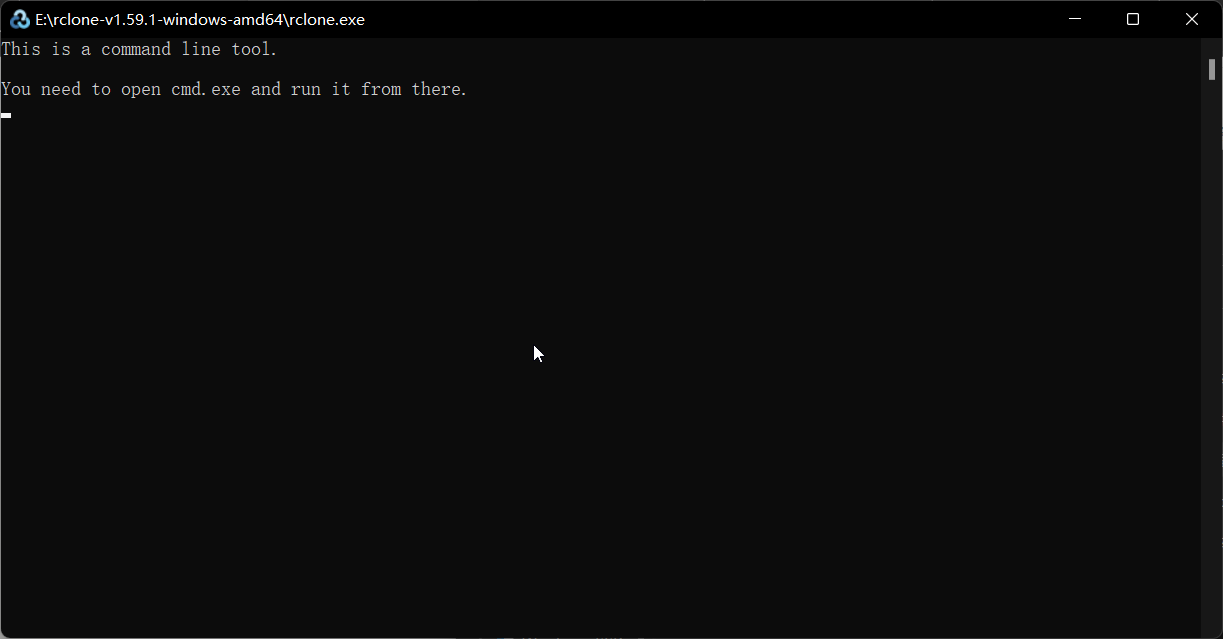 E:\rclone-v1.59.1-windows-amd64\rclone.exe
This is a command line tool.
You need to open cmd.exe and run it from there.